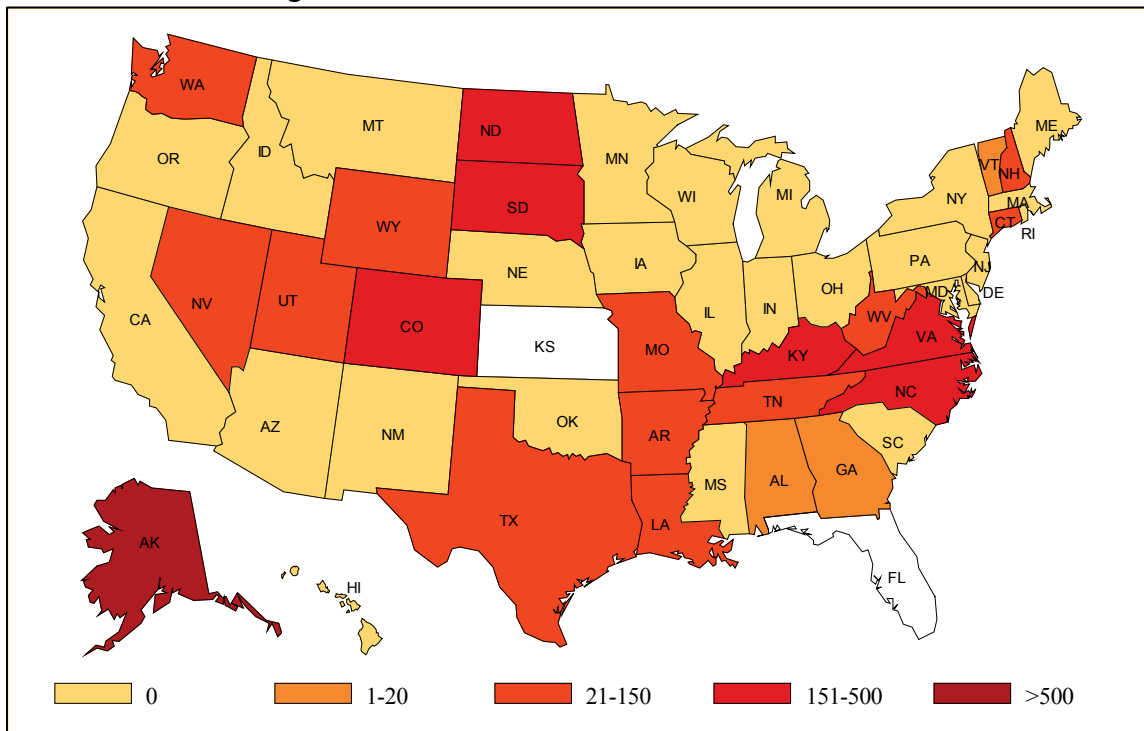 WA
MT
ND
MN
ME
OR
ID
SD
WI
MI
VT
NH
NY
MA
CT
RI
WY
IA
PA
NJ
NE
NV
UT
OH
MD
DE
IL
IN
CA
CO
KS
MO
WV
VA
KY
NC
TN
AZ
NM
OK
AR
SC
MS
AL
GA
TX
LA
AK
FL
HI
0 1-20 21-150 151-500 >500